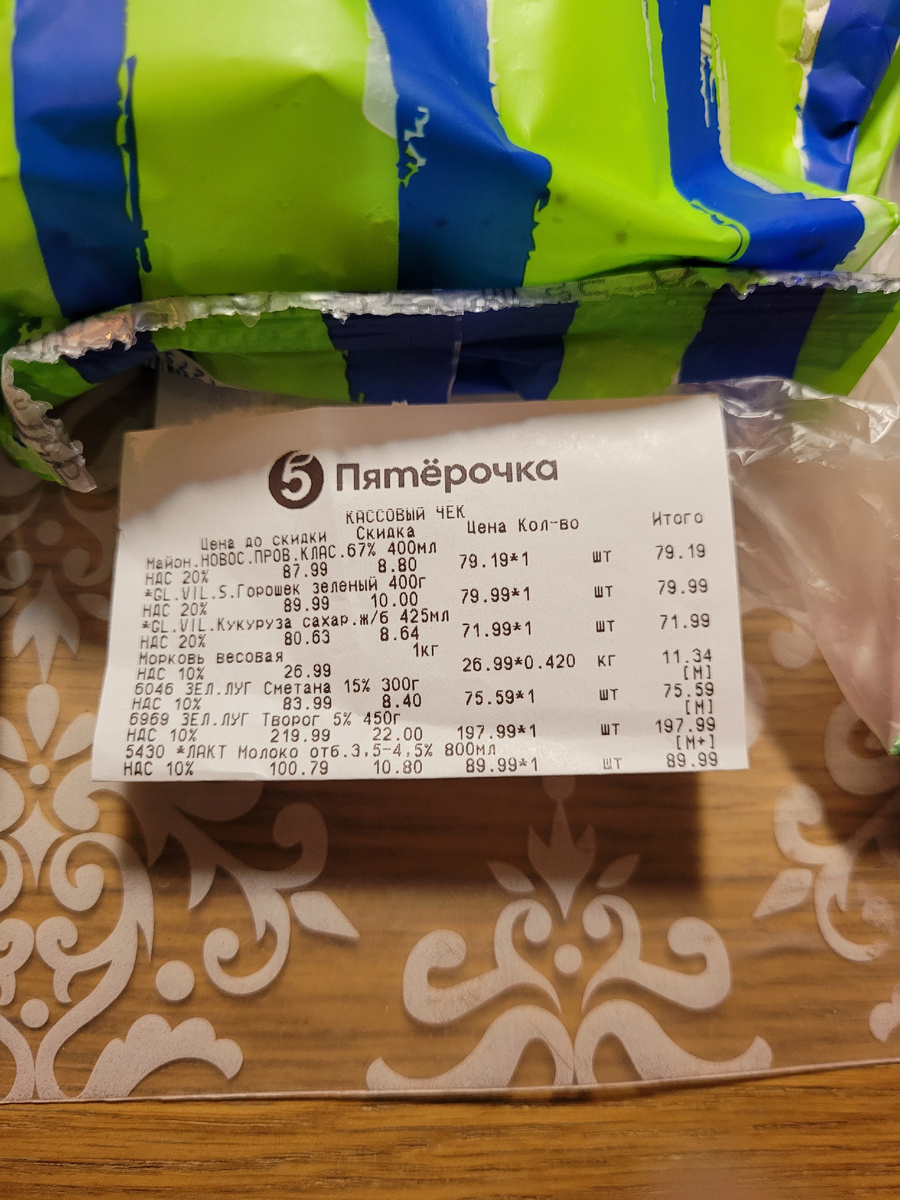 5 Пятёрочка
КАССОВЫЙ ЧЕК
Цена до скидки Скидка Цена Кол-во Итого
Майон.НОВОС.ПРОВ.КЛАС.67% 400мл
НДС 20% 87.99 8.80 79.19*1 шт 79.19
*GL.VIL.S.Горошек зеленый 400г
НДС 20% 89.99 10.00 79.99*1 шт 79.99
*GL.VIL.Кукуруза сахар.ж/б 425мл
НДС 20% 80.63 8.64 71.99*1 шт 71.99
Морковь весовая 1кг
НДС 10% 26.99 26.99*0.420 кг 11.34
[М]
6046 ЗЕЛ.ЛУГ Сметана 15% 300г
НДС 10% 83.99 8.40 75.59*1 шт 75.59
[М]
6969 ЗЕЛ.ЛУГ Творог 5% 450г
НДС 10% 219.99 22.00 197.99*1 шт 197.99
[М+]
5430 *ЛАКТ Молоко отб.3,5-4,5% 800мл
НДС 10% 100.79 10.80 89.99*1 шт 89.99